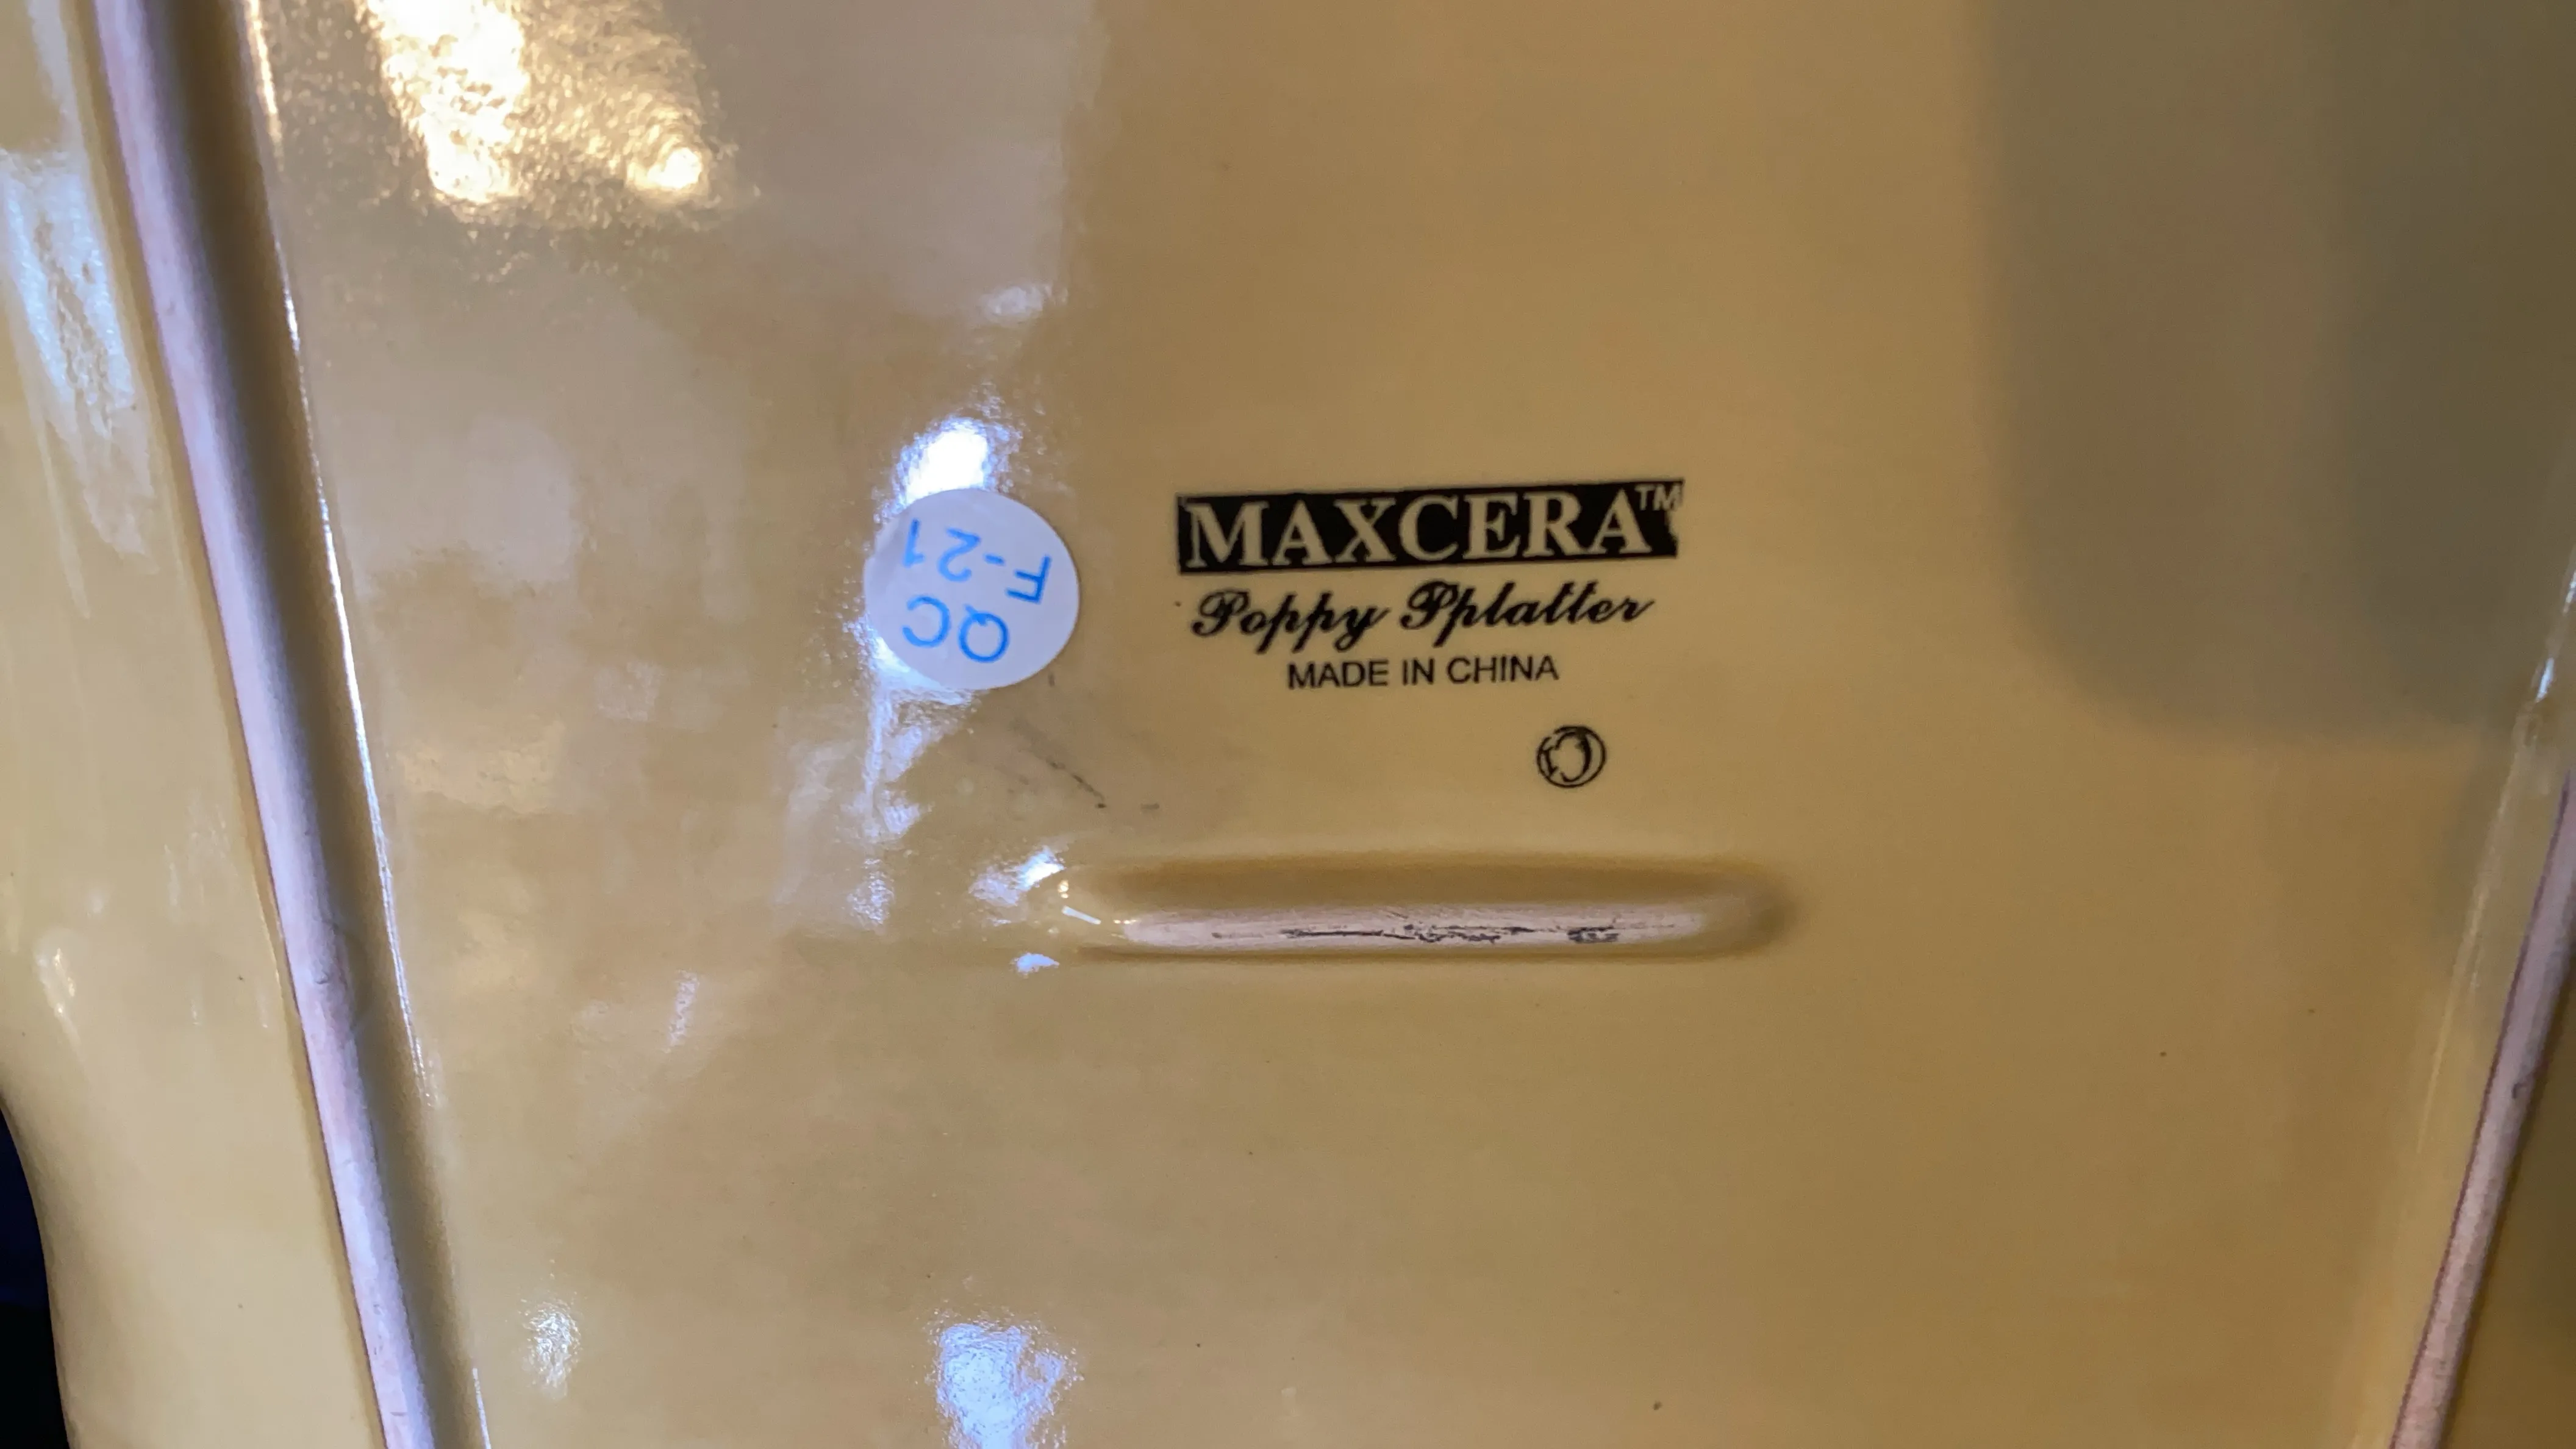 MAXCERA™
Poppy Pplatter
MADE IN CHINA
QC
F-21